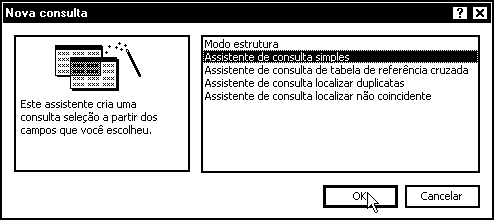 Nova consulta
Modo estrutura
Assistente de consulta simples
Assistente de consulta de tabela de referência cruzada
Assistente de consulta localizar duplicatas
Assistente de consulta localizar não coincidente
Este assistente cria uma
consulta seleção a partir dos
campos que você escolheu.
OK
Cancelar